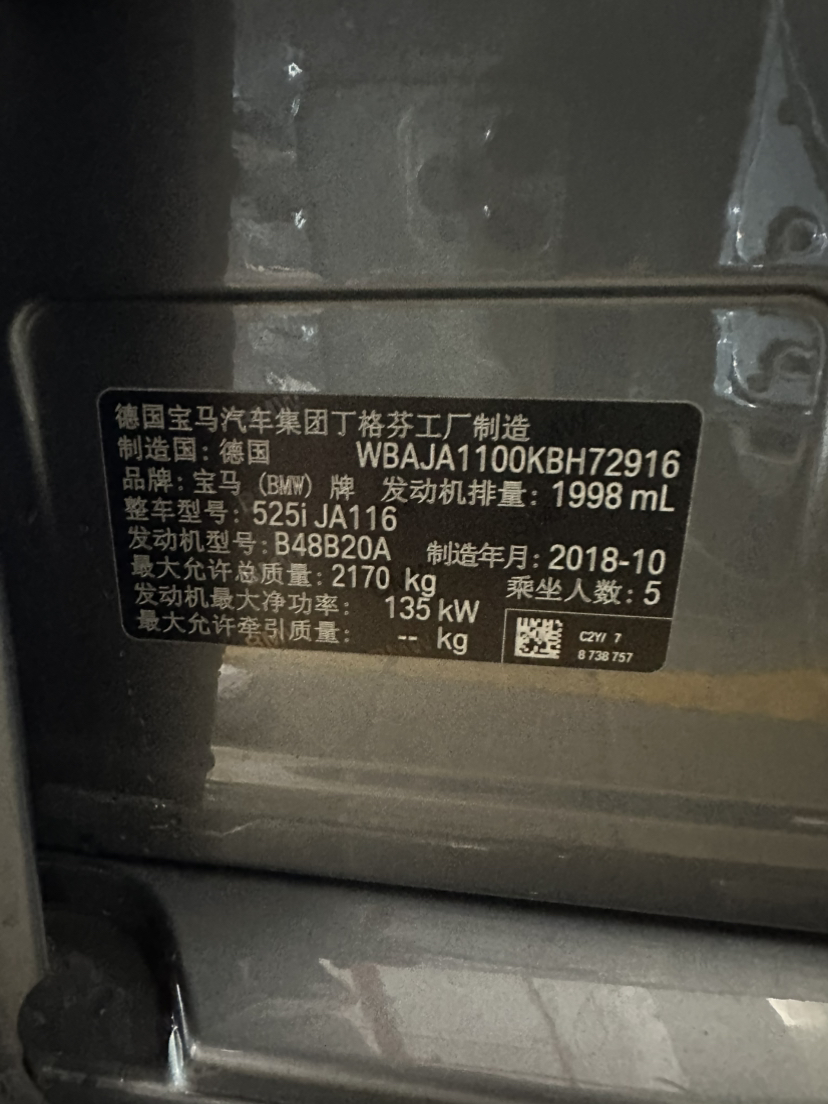 德国宝马汽车集团丁格芬工厂制造
制造国: 德国 WBAJA1100KBH72916
品牌: 宝马 (BMW) 牌 发动机排量: 1998 mL
整车型号: 525i JA116
发动机型号: B48B20A 制造年月: 2018-10
最大允许总质量: 2170 kg 乘坐人数: 5
发动机最大净功率: 135 kW
最大允许牵引质量: -- kg
C2Y/ 7
8 738 757